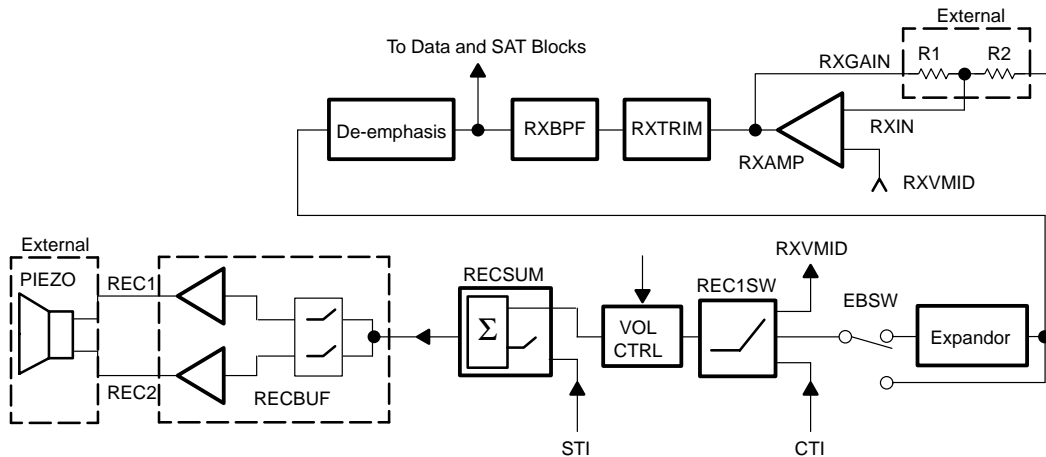 External
To Data and SAT Blocks
RXGAIN
R1
R2
De-emphasis
RXBPF
RXTRIM
RXIN
RXAMP
RXVMID
External
PIEZO
REC1
REC2
RECBUF
RECSUM
Σ
STI
VOL
CTRL
REC1SW
RXVMID
CTI
EBSW
Expandor